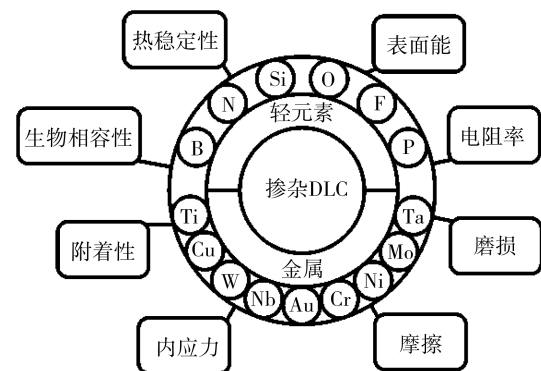 热稳定性
表面能
Si
O
N
F
轻元素
生物相容性
B
P
电阻率
掺杂DLC
Ti
Ta
附着性
Cu
Mo
磨损
金属
W
Ni
Nb
Au
Cr
内应力
摩擦